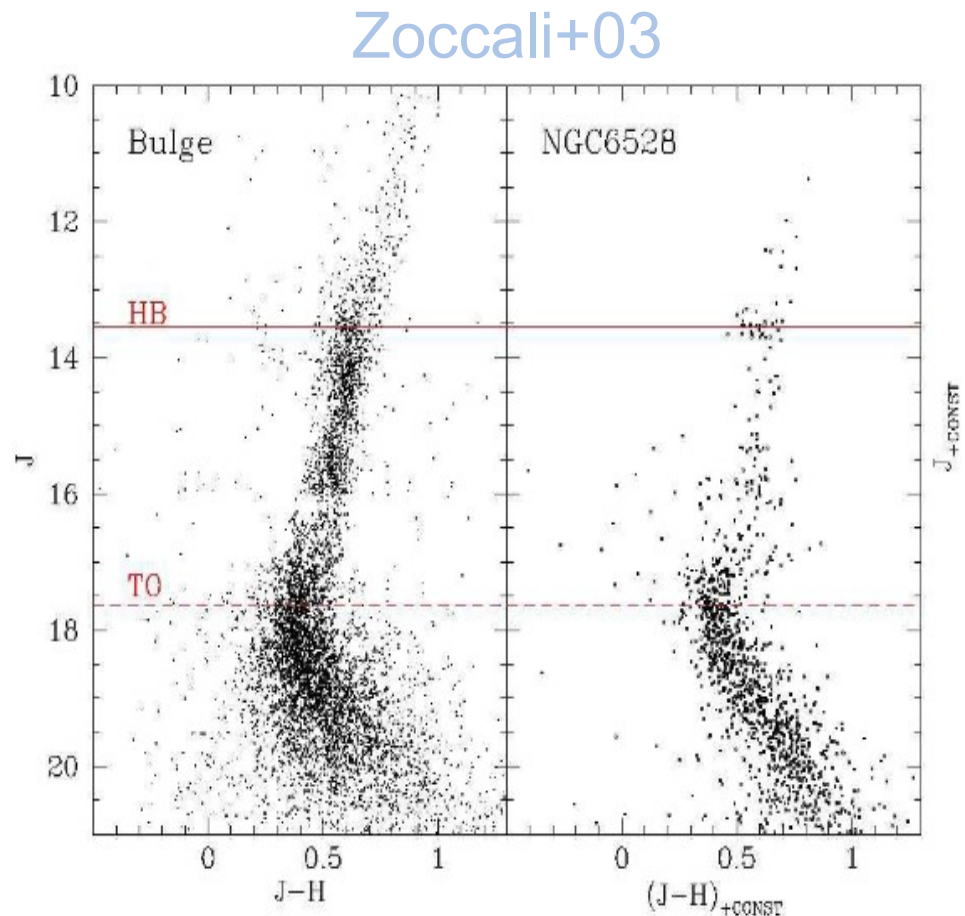 Zoccali+03
10
Bulge
NGC6528
12
HB
14
J
J+CONST
16
TO
18
20
0 0.5 1 0 0.5 1
J-H (J-H)+CONST